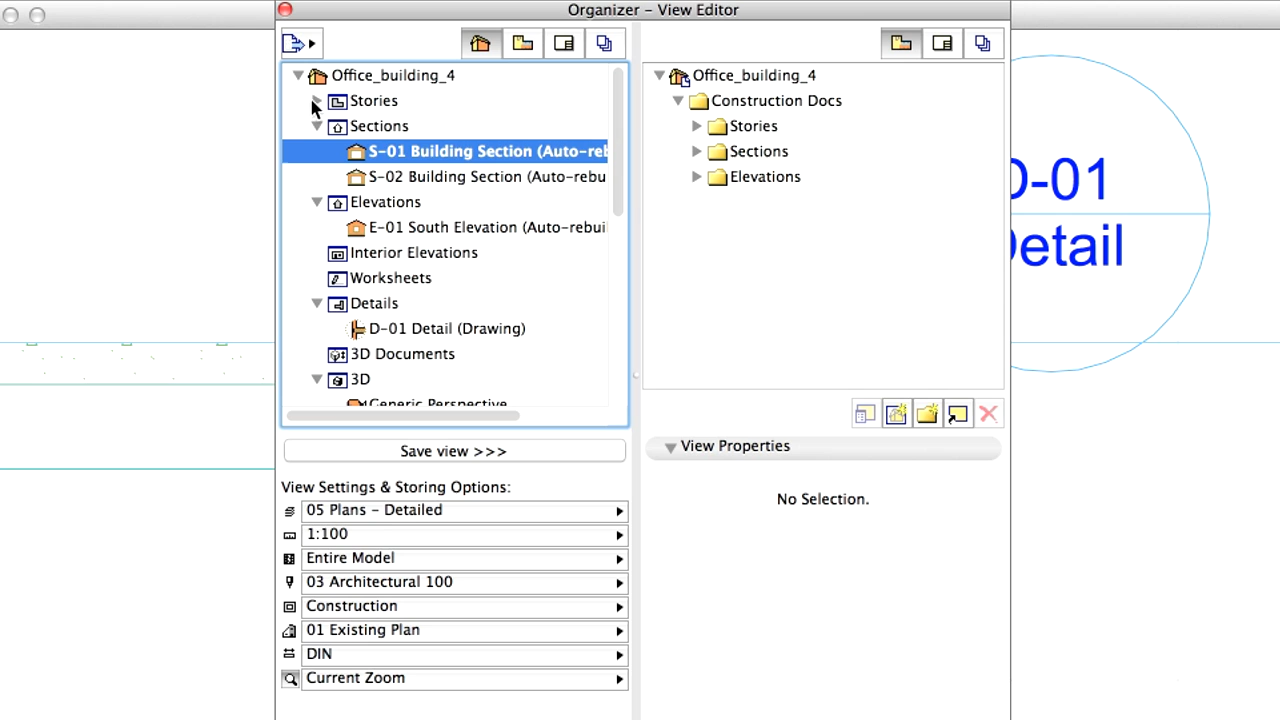 Organizer - View Editor
Office_building_4
Stories
Sections
S-01 Building Section (Auto-reb
S-02 Building Section (Auto-rebu
Elevations
E-01 South Elevation (Auto-rebui
Interior Elevations
Worksheets
Details
D-01 Detail (Drawing)
3D Documents
3D
Generic Perspective
Save view >>>
View Settings & Storing Options:
05 Plans - Detailed
1:100
Entire Model
03 Architectural 100
Construction
01 Existing Plan
DIN
Current Zoom
Office_building_4
Construction Docs
Stories
Sections
Elevations
View Properties
No Selection.
D-01
Detail